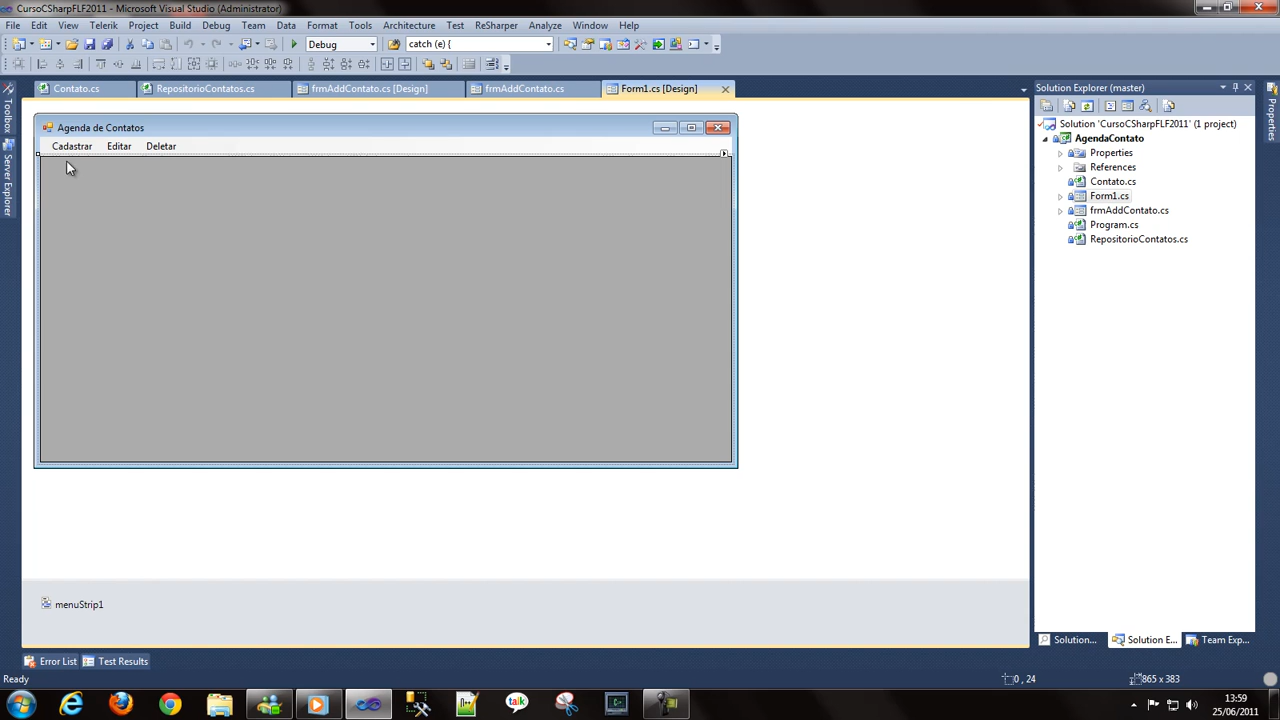 CursoCSharpFLF2011 - Microsoft Visual Studio (Administrator)
File Edit View Telerik Project Build Debug Team Data Format Tools Architecture Test ReSharper Analyze Window Help
Debug catch (e) {
Contato.cs RepositorioContatos.cs frmAddContato.cs [Design] frmAddContato.cs Form1.cs [Design]
Solution Explorer (master)
Toolbox
Server Explorer
Properties
Agenda de Contatos
Cadastrar Editar Deletar
Solution 'CursoCSharpFLF2011' (1 project)
AgendaContato
Properties
References
Contato.cs
Form1.cs
frmAddContato.cs
Program.cs
RepositorioContatos.cs
menuStrip1
Solution... Solution E... Team Exp...
Error List Test Results
Ready 0 , 24 865 x 383
talk
13:59
25/06/2011